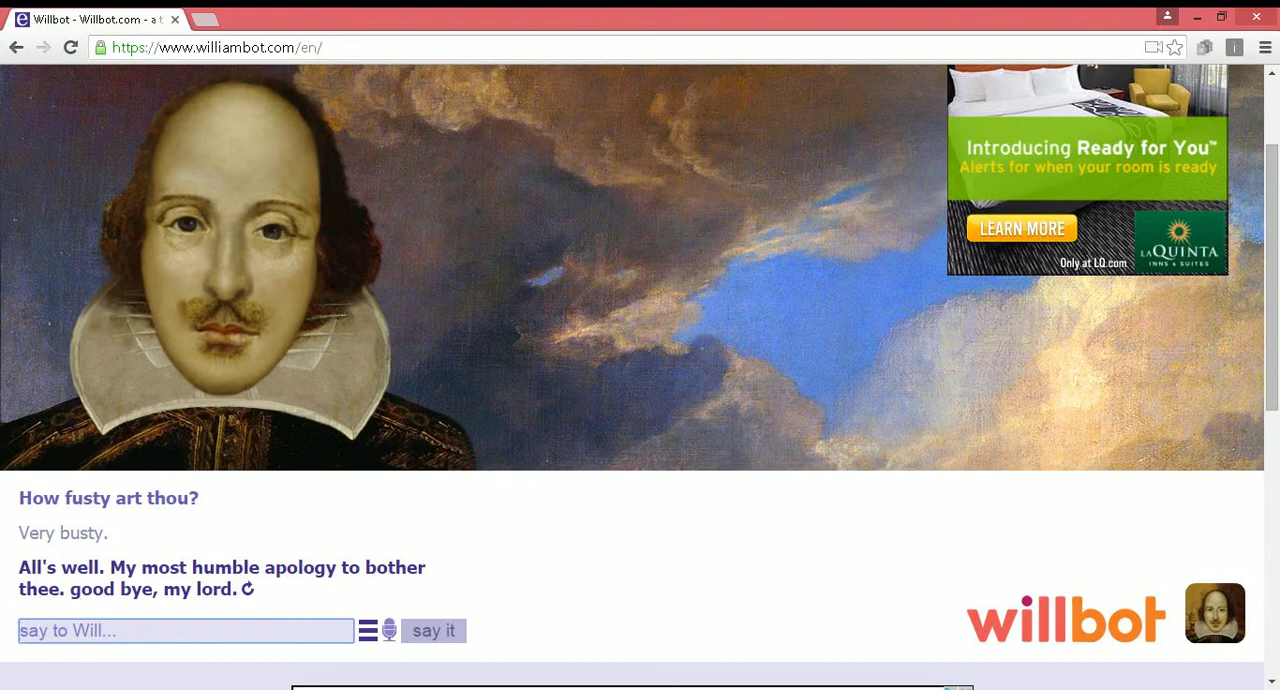 Willbot - Willbot.com - a t
https://www.williambot.com/en/
Introducing Ready for You™
Alerts for when your room is ready
LEARN MORE
LAQUINTA
INNS & SUITES
Only at LQ.com
How fusty art thou?
Very busty.
All's well. My most humble apology to bother
thee. good bye, my lord.
say to Will...
say it
willbot